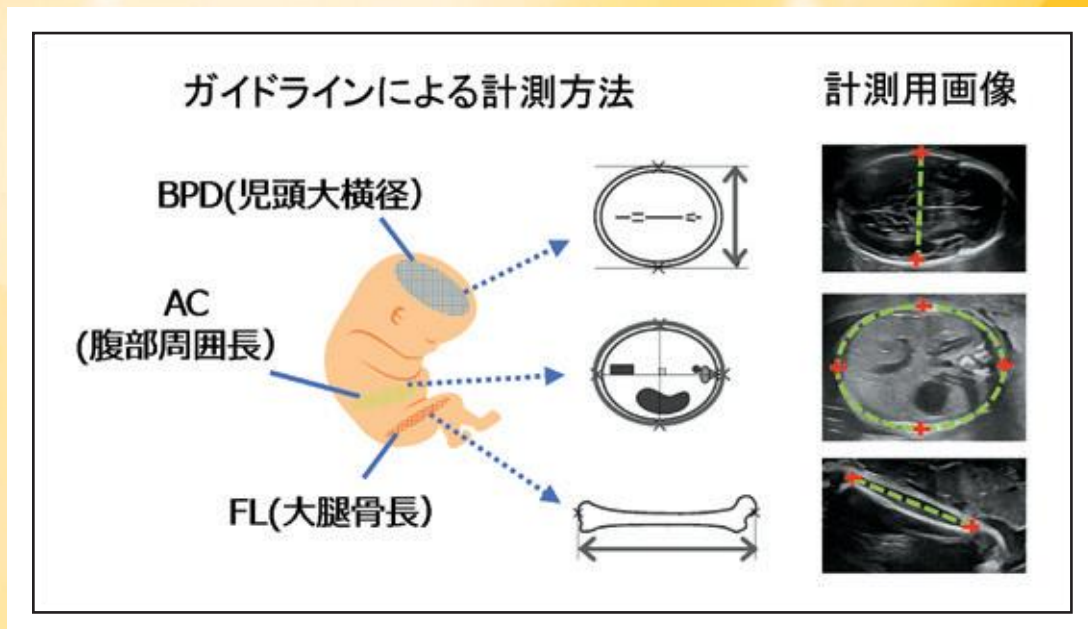 ガイドラインによる計測方法
計測用画像
BPD(児頭大横径)
AC
(腹部周囲長)
FL(大腿骨長)